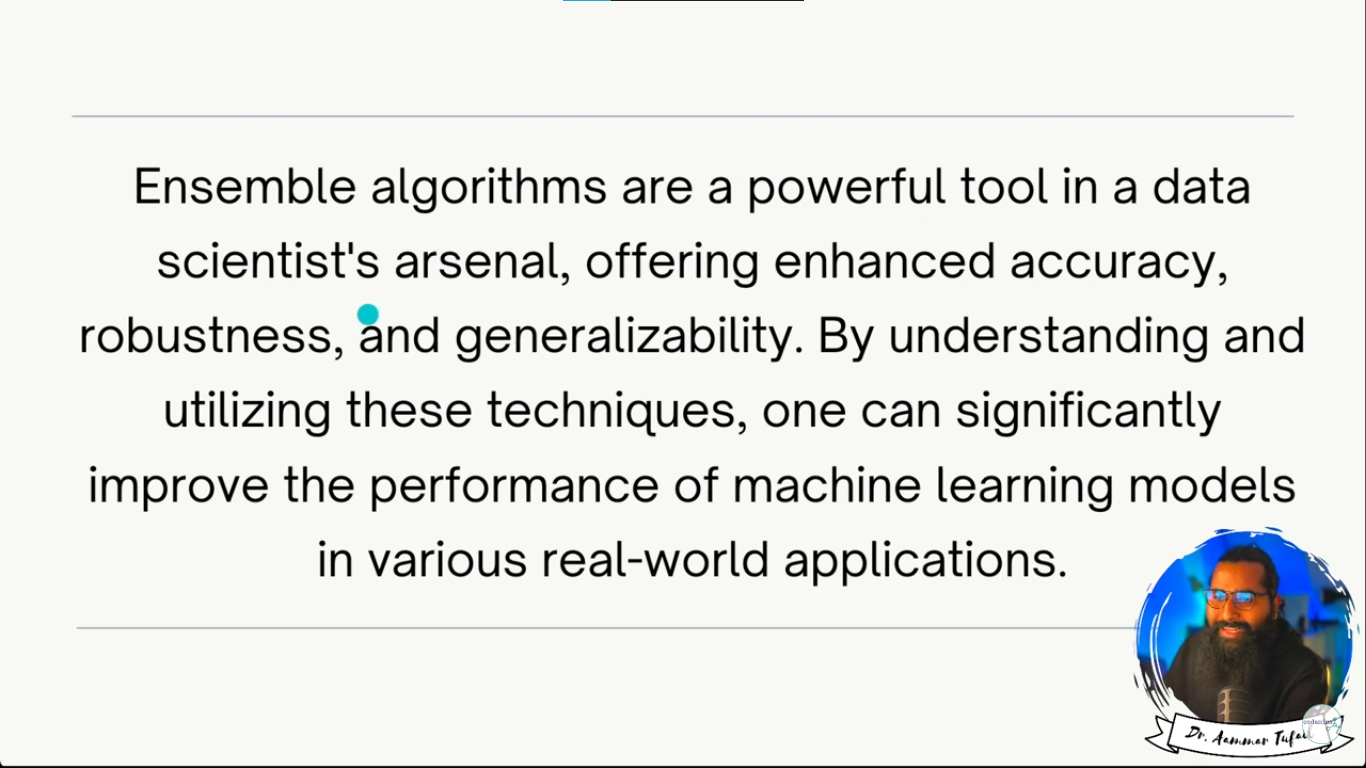 Ensemble algorithms are a powerful tool in a data
scientist's arsenal, offering enhanced accuracy,
robustness, and generalizability. By understanding and
utilizing these techniques, one can significantly
improve the performance of machine learning models
in various real-world applications.
Dr. Aammar